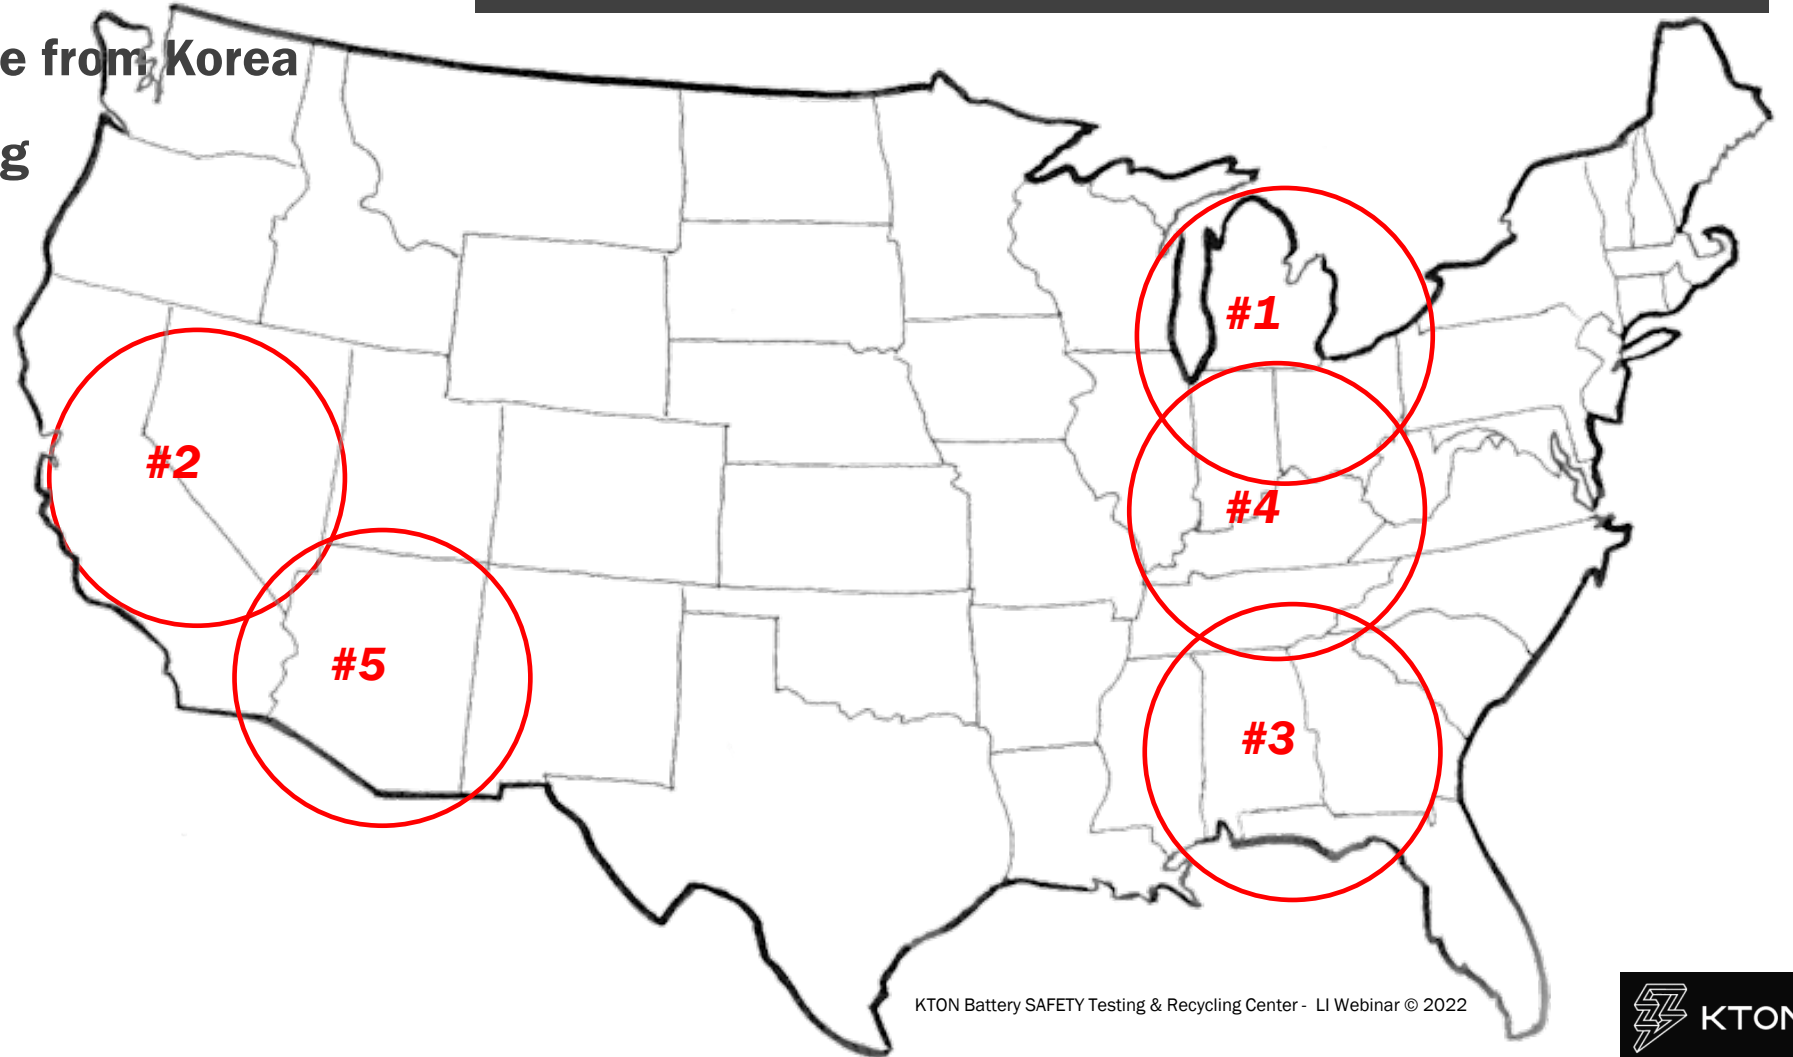 e from Korea
g
#1
#2
#4
#5
#3
KTON Battery SAFETY Testing & Recycling Center - LI Webinar © 2022
KTON